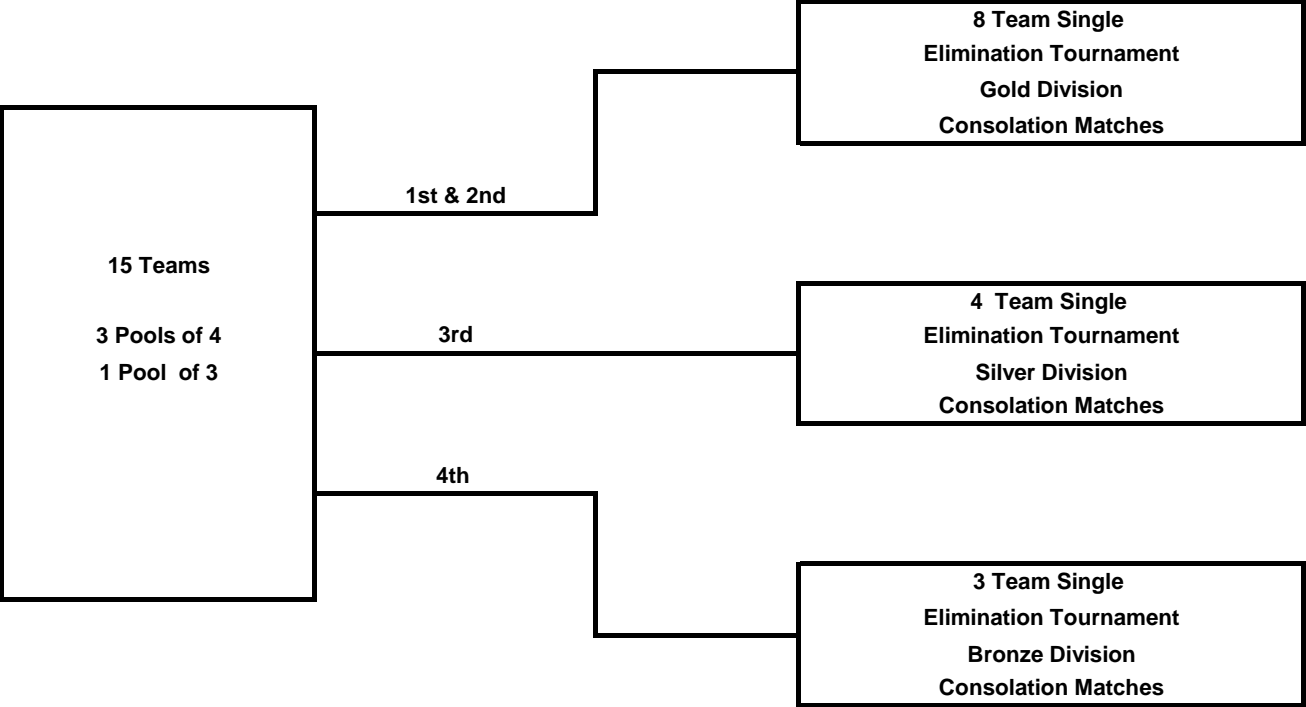 15 Teams
3 Pools of 4
1 Pool  of 3
1st & 2nd
3rd
4th
8 Team Single
Elimination Tournament
Gold Division
Consolation Matches
4  Team Single
Elimination Tournament
Silver Division
Consolation Matches
3 Team Single
Elimination Tournament
Bronze Division
Consolation Matches